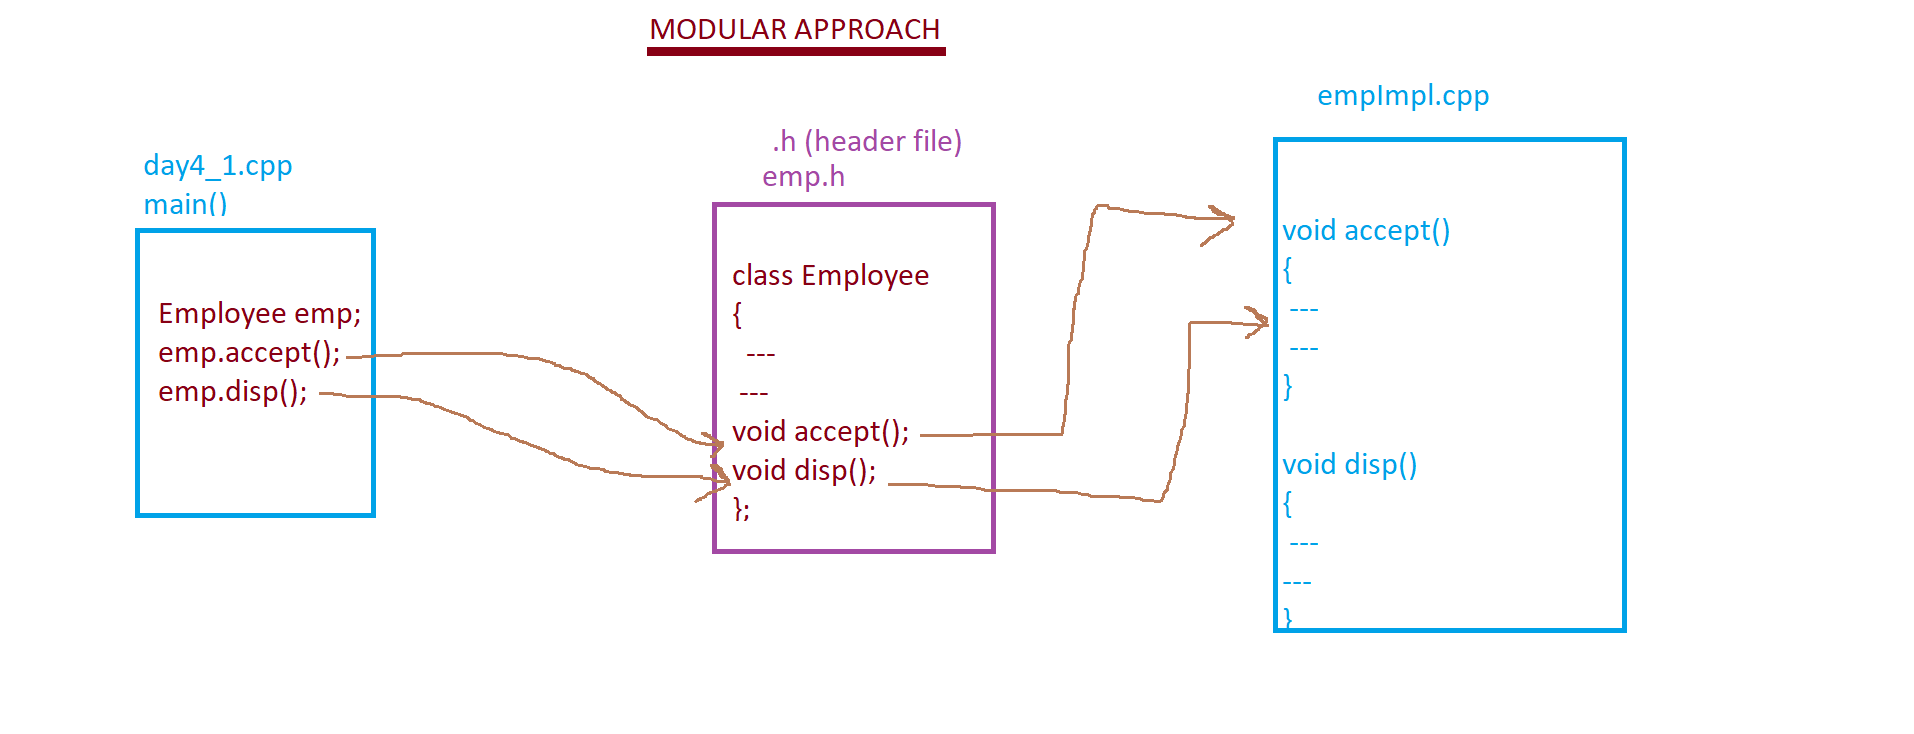 MODULAR APPROACH
day4_1.cpp
main()
Employee emp;
emp.accept();
emp.disp();
.h (header file)
emp.h
class Employee
{
---
---
void accept();
void disp();
};
empImpl.cpp
void accept()
{
---
---
}
void disp()
{
---
---
}